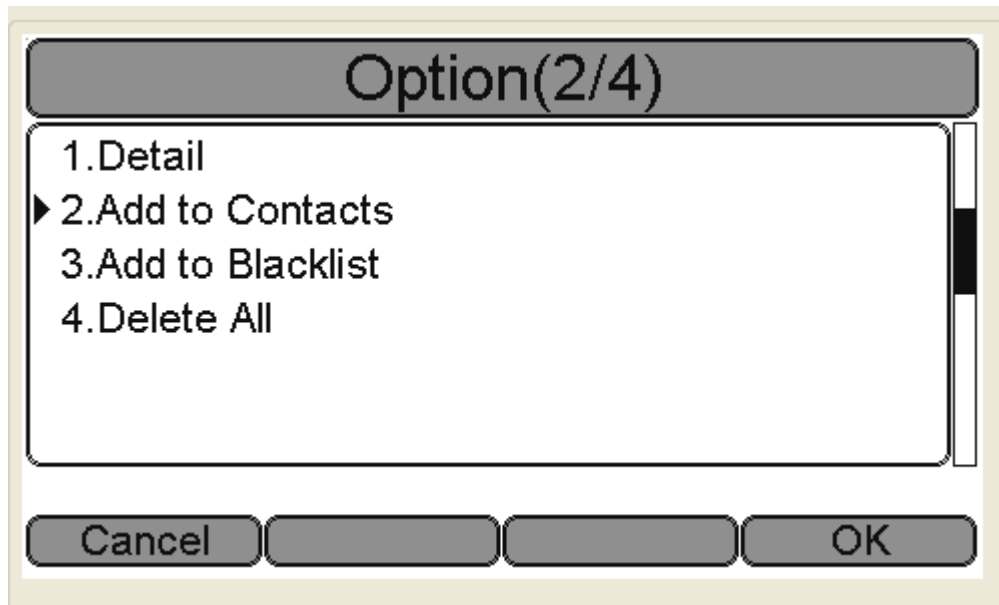 Option(2/4)
1.Detail
2.Add to Contacts
3.Add to Blacklist
4.Delete All
Cancel OK